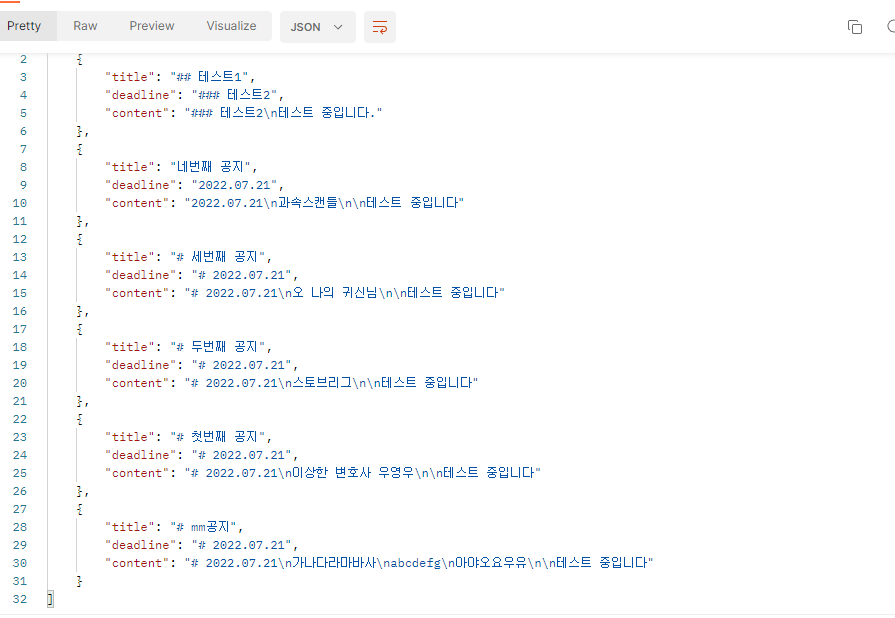 Pretty Raw Preview Visualize JSON
2 {
3 "title": "## 테스트1",
4 "deadline": "### 테스트2",
5 "content": "### 테스트2\n테스트 중입니다."
6 },
7 {
8 "title": "네번째 공지",
9 "deadline": "2022.07.21",
10 "content": "2022.07.21\n과속스캔들\n\n테스트 중입니다"
11 },
12 {
13 "title": "# 세번째 공지",
14 "deadline": "# 2022.07.21",
15 "content": "# 2022.07.21\n오 나의 귀신님\n\n테스트 중입니다"
16 },
17 {
18 "title": "# 두번째 공지",
19 "deadline": "# 2022.07.21",
20 "content": "# 2022.07.21\n스토브리그\n\n테스트 중입니다"
21 },
22 {
23 "title": "# 첫번째 공지",
24 "deadline": "# 2022.07.21",
25 "content": "# 2022.07.21\n이상한 변호사 우영우\n\n테스트 중입니다"
26 },
27 {
28 "title": "# mm공지",
29 "deadline": "# 2022.07.21",
30 "content": "# 2022.07.21\n가나다라마바사\nabcdefg\n아야오요우유\n\n테스트 중입니다"
31 }
32 ]